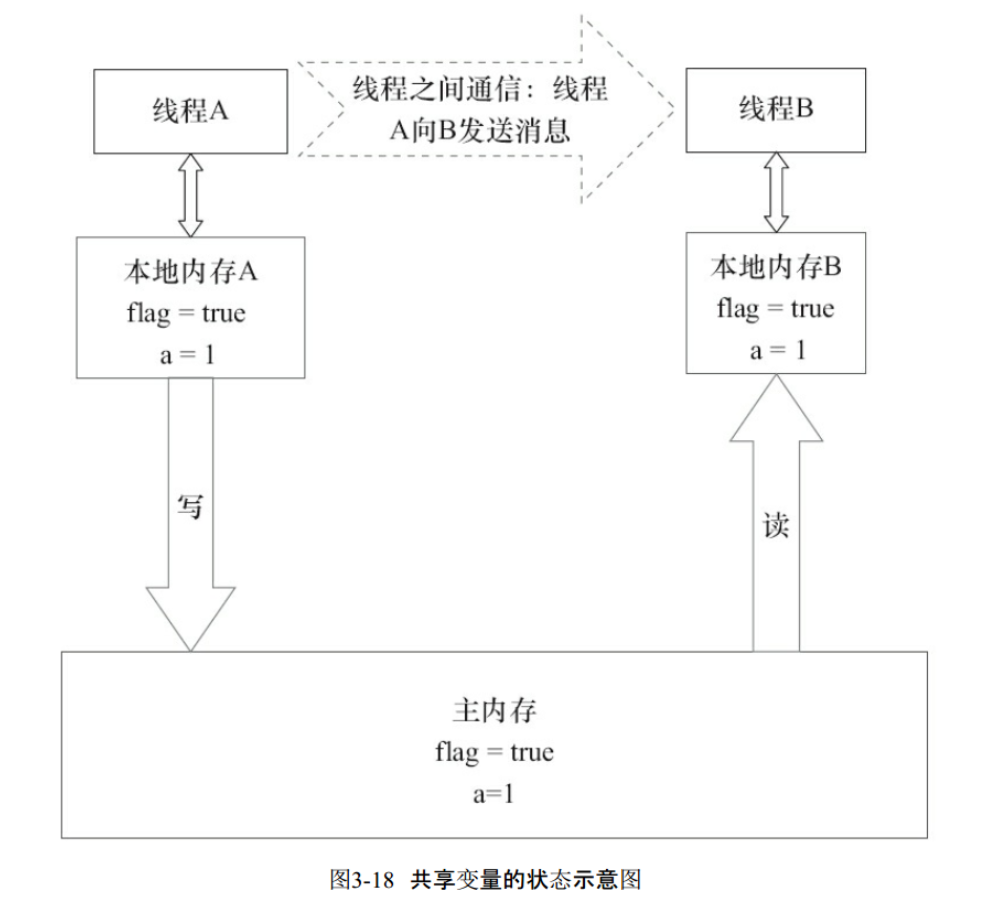 线程A
线程之间通信：线程
A向B发送消息
线程B
本地内存A
flag = true
a = 1
本地内存B
flag = true
a = 1
写
读
主内存
flag = true
a=1
图3-18 共享变量的状态示意图